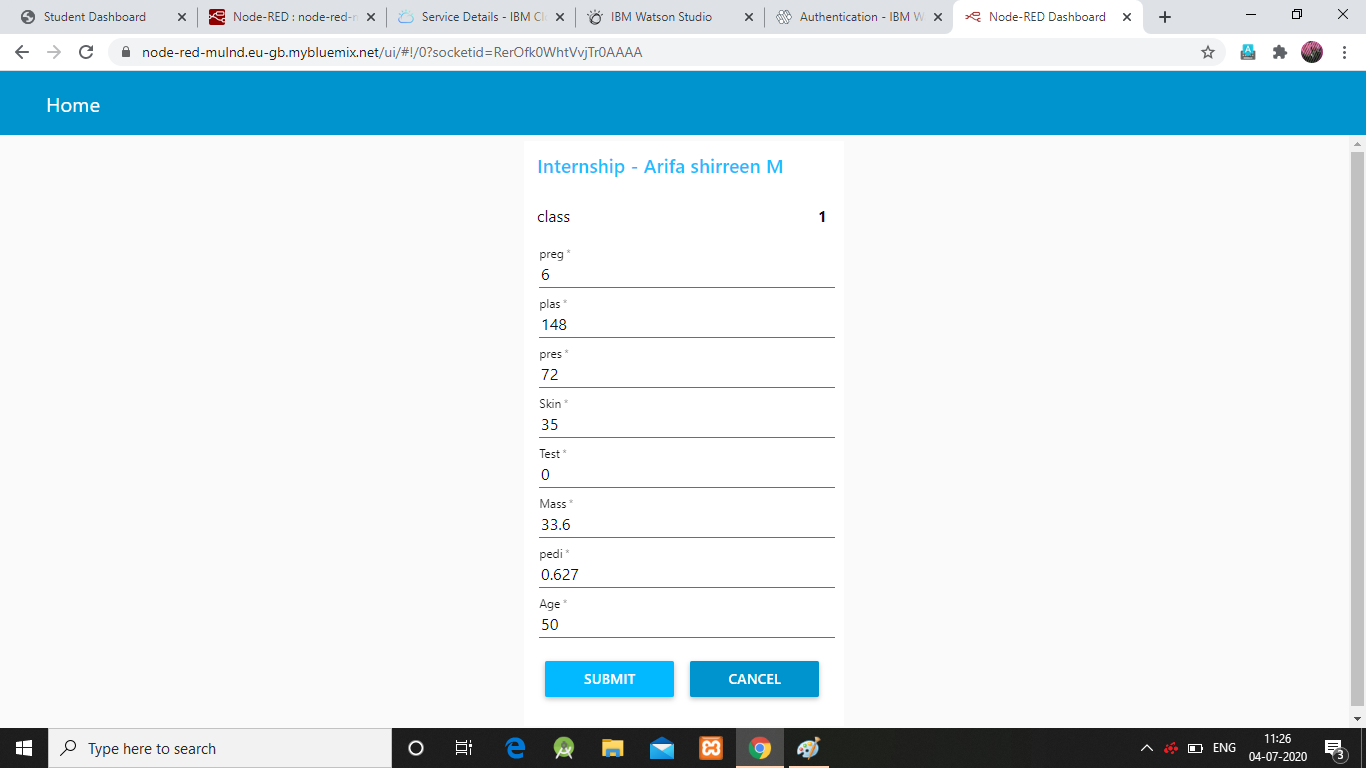 Student Dashboard
Node-RED : node-red-n
Service Details - IBM Cl
IBM Watson Studio
Authentication - IBM W
Node-RED Dashboard
node-red-mulnd.eu-gb.mybluemix.net/ui/#!/0?socketid=RerOfk0WhtVvjTr0AAAA
Home
Internship - Arifa shirreen M
class 1
preg *
6
plas *
148
pres *
72
Skin *
35
Test *
0
Mass *
33.6
pedi *
0.627
Age *
50
SUBMIT CANCEL
Type here to search
ENG
11:26
04-07-2020
3